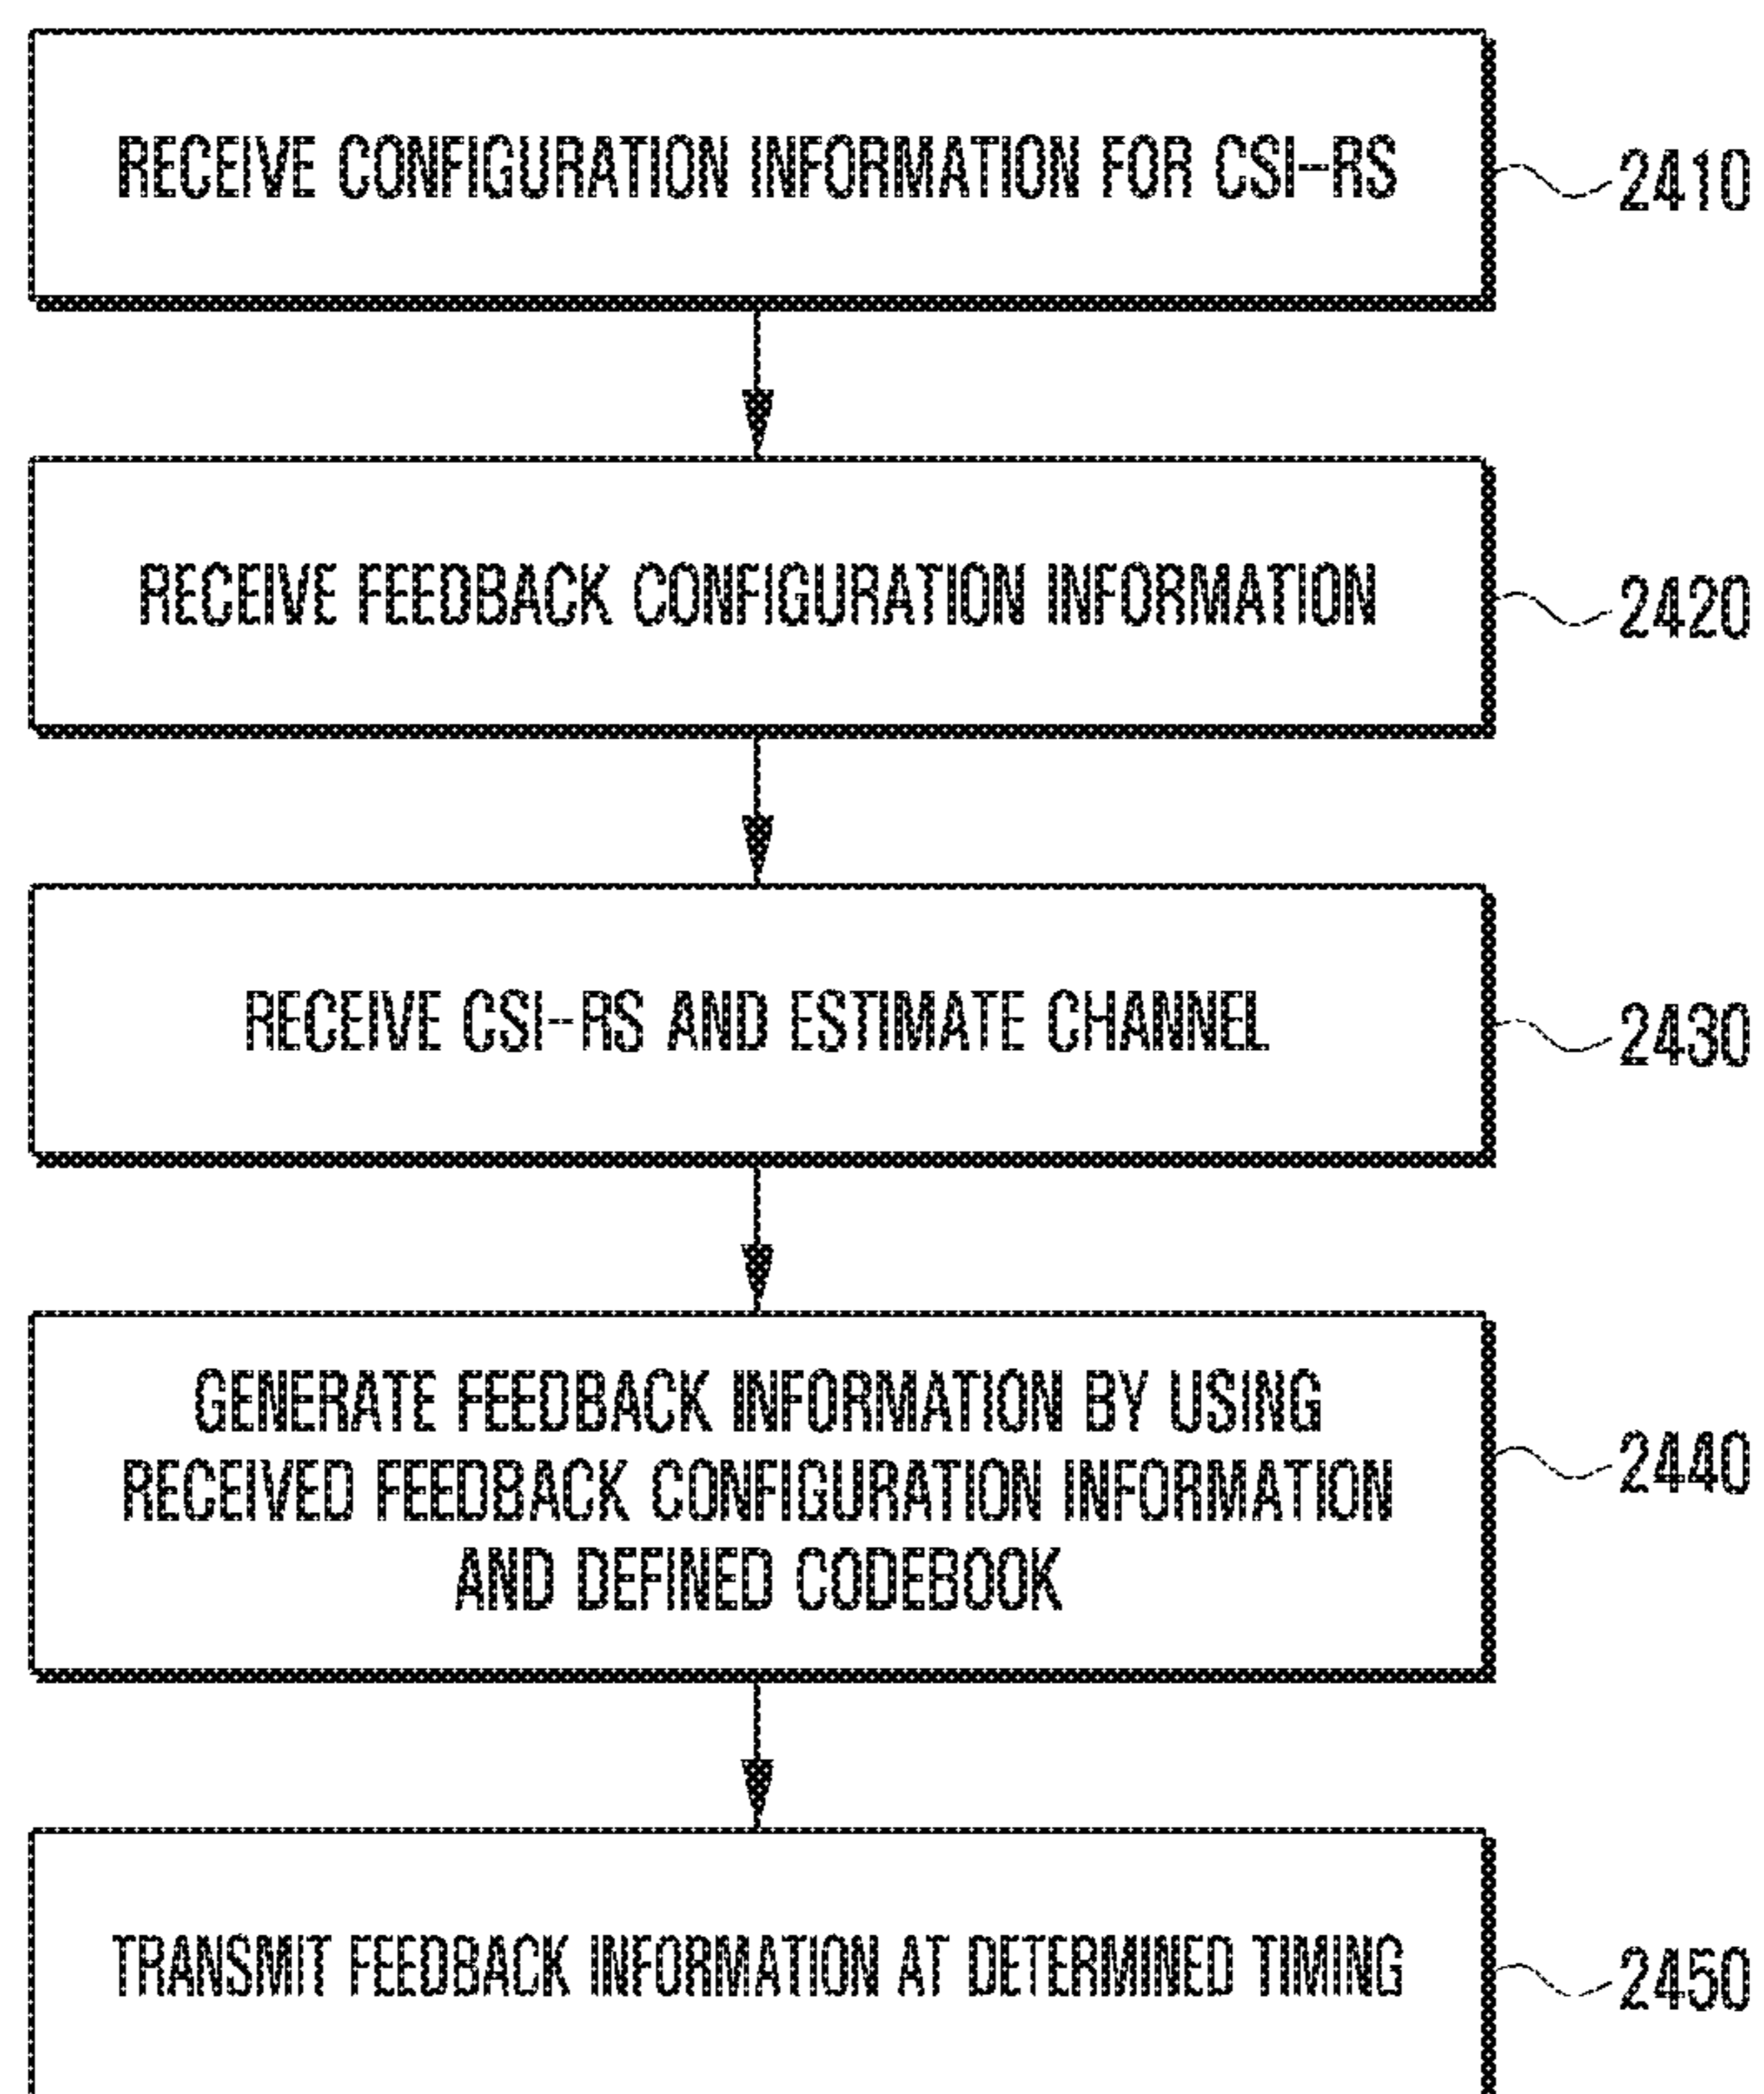 RECEIVE CONFIGURATION INFORMATION FOR CSI-RS
2410
RECEIVE FEEDBACK CONFIGURATION INFORMATION
2420
RECEIVE CSI-RS AND ESTIMATE CHANNEL
2430
GENERATE FEEDBACK INFORMATION BY USING
RECEIVED FEEDBACK CONFIGURATION INFORMATION
AND DEFINED CODEBOOK
2440
TRANSMIT FEEDBACK INFORMATION AT DETERMINED TIMING
2450